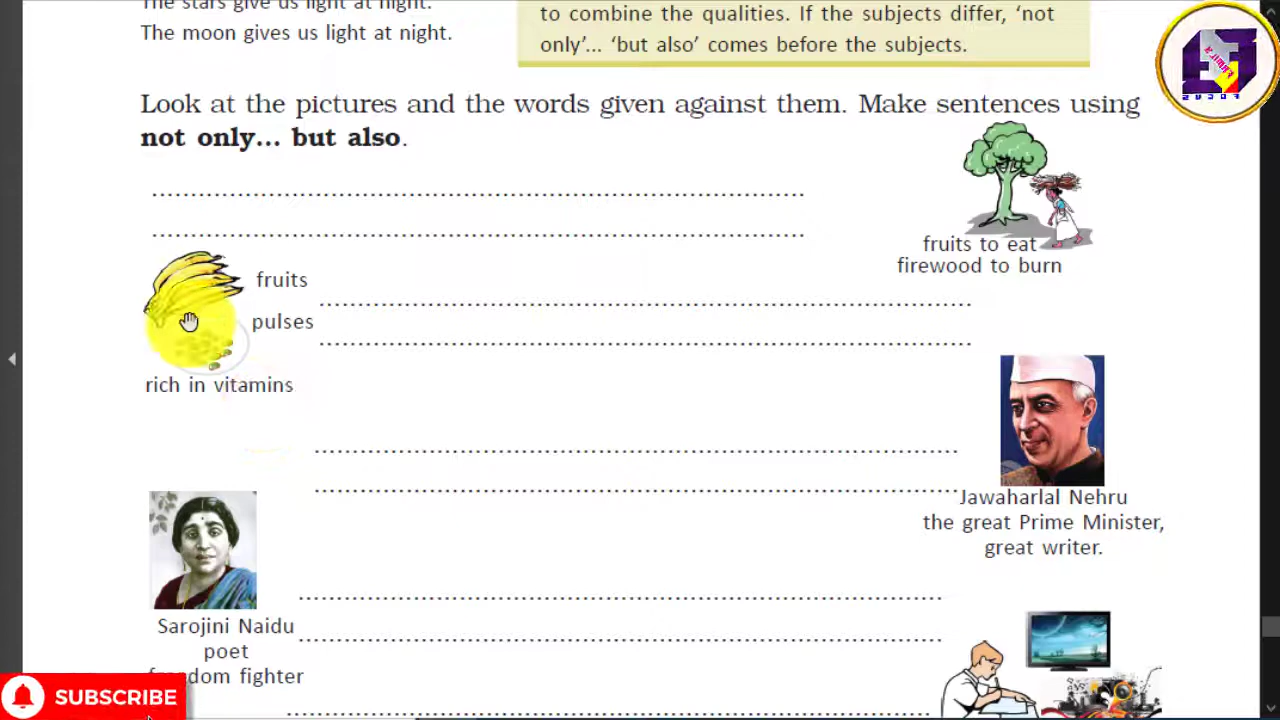 The stars give us light at night.
The moon gives us light at night.
to combine the qualities. If the subjects differ, ‘not
only’... ‘but also’ comes before the subjects.
Look at the pictures and the words given against them. Make sentences using
not only... but also.
fruits to eat
firewood to burn
fruits
pulses
rich in vitamins
Jawaharlal Nehru
the great Prime Minister,
great writer.
Sarojini Naidu
poet
freedom fighter
SUBSCRIBE